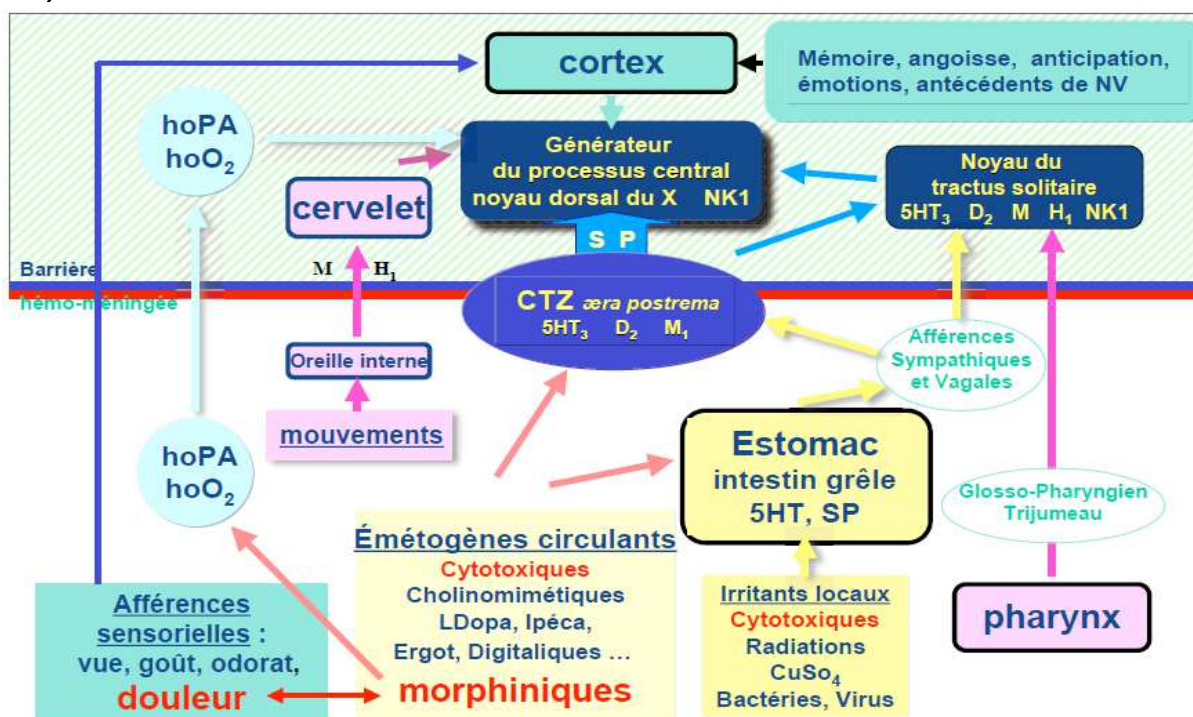 cortex
Mémoire, angoisse, anticipation,
émotions, antécédents de NV
hoPA
hoO₂
Générateur
du processus central
noyau dorsal du X NK1
Noyau du
tractus solitaire
5HT₃ D₂ M H₁ NK1
cervelet
S P
Barrière
hémo-méningée
M H₁
CTZ æra postrema
5HT₃ D₂ M₁
Afférences
Sympathiques
et Vagales
Oreille interne
mouvements
hoPA
hoO₂
Estomac
intestin grêle
5HT, SP
Glosso-Pharyngien
Trijumeau
Émétogènes circulants
Cytotoxiques
Cholinomimétiques
LDopa, Ipéca,
Ergot, Digitaliques ...
morphiniques
Afférences
sensorielles :
vue, goût, odorat,
douleur
Irritants locaux
Cytotoxiques
Radiations
CuSo₄
Bactéries, Virus
pharynx